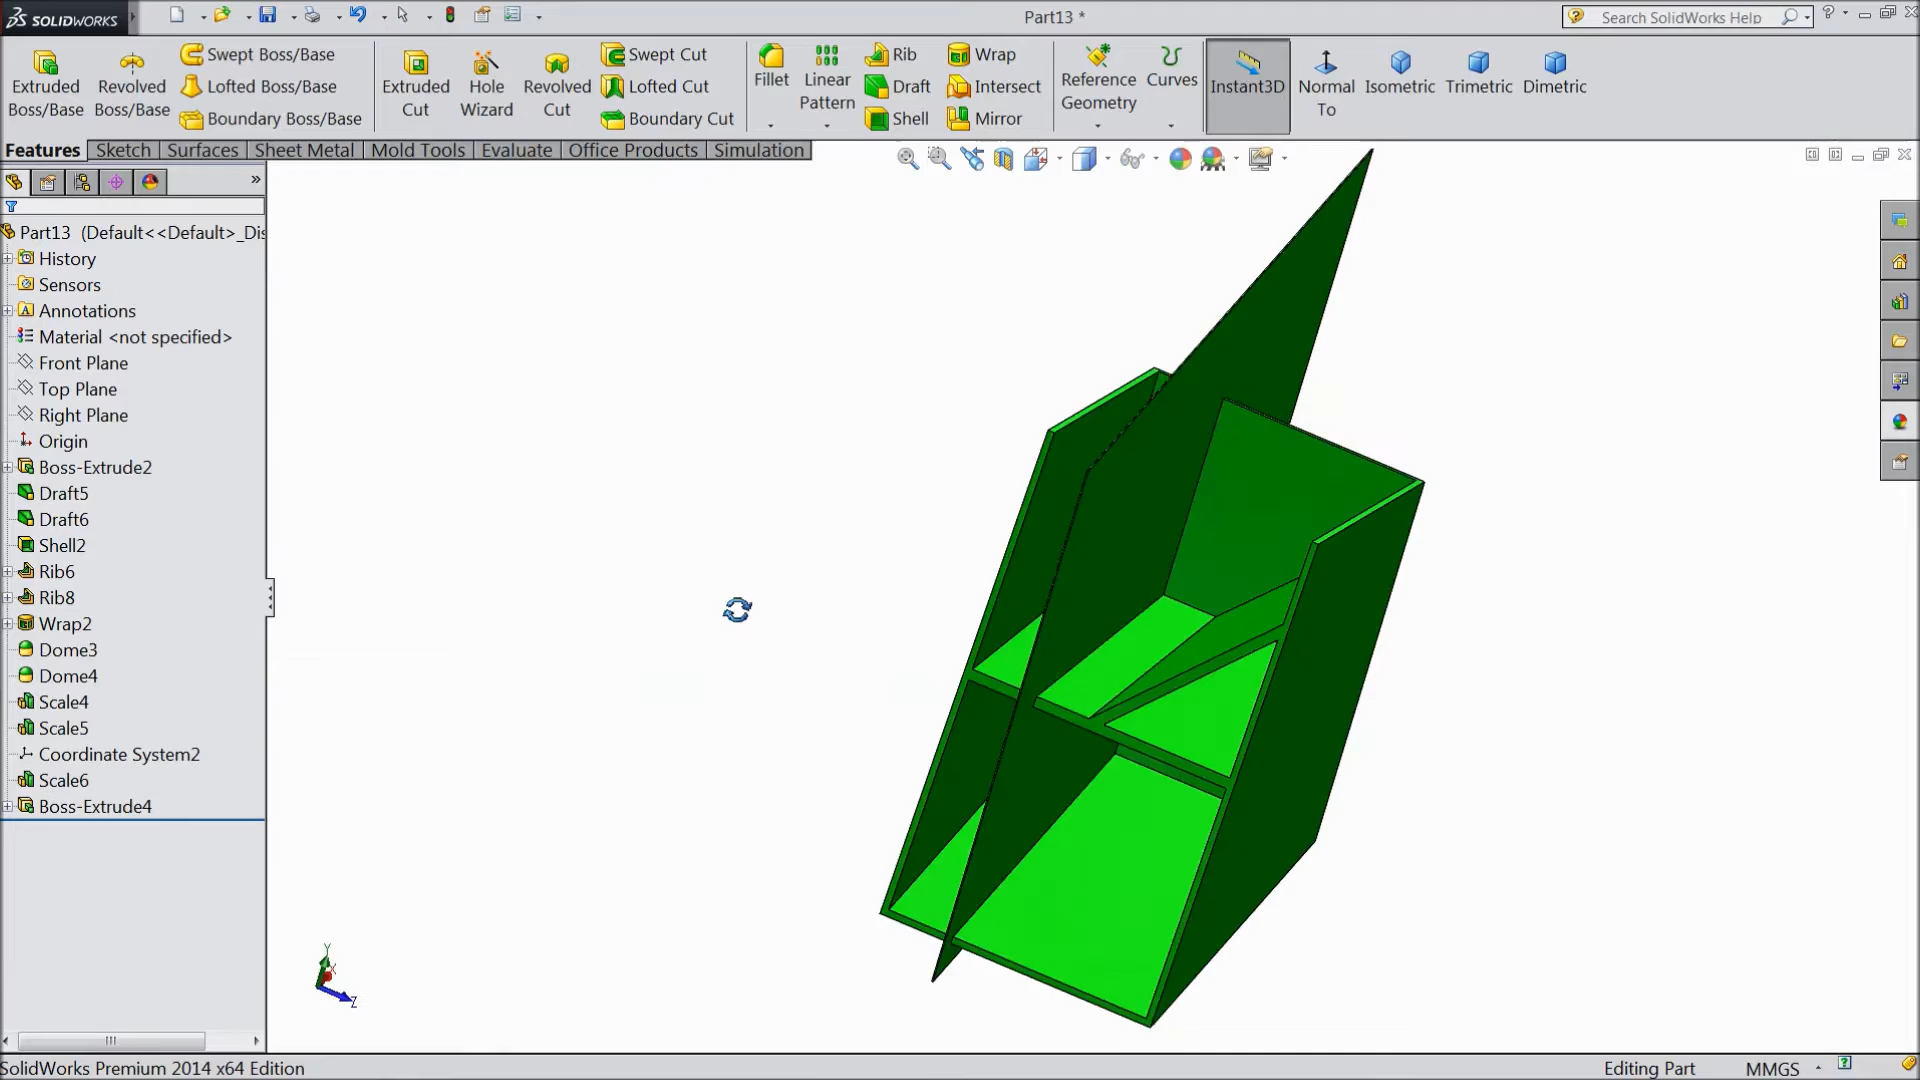 SOLIDWORKS
Part13 *
Search SolidWorks Help
Extruded Boss/Base
Revolved Boss/Base
Swept Boss/Base
Lofted Boss/Base
Boundary Boss/Base
Extruded Cut
Hole Wizard
Revolved Cut
Swept Cut
Lofted Cut
Boundary Cut
Fillet
Linear Pattern
Rib
Draft
Shell
Wrap
Intersect
Mirror
Reference Geometry
Curves
Instant3D
Normal To
Isometric
Trimetric
Dimetric
Features
Sketch
Surfaces
Sheet Metal
Mold Tools
Evaluate
Office Products
Simulation
Part13 (Default<<Default>_Dis
History
Sensors
Annotations
Material <not specified>
Front Plane
Top Plane
Right Plane
Origin
Boss-Extrude2
Draft5
Draft6
Shell2
Rib6
Rib8
Wrap2
Dome3
Dome4
Scale4
Scale5
Coordinate System2
Scale6
Boss-Extrude4
Y
X
Z
SolidWorks Premium 2014 x64 Edition
Editing Part
MMGS